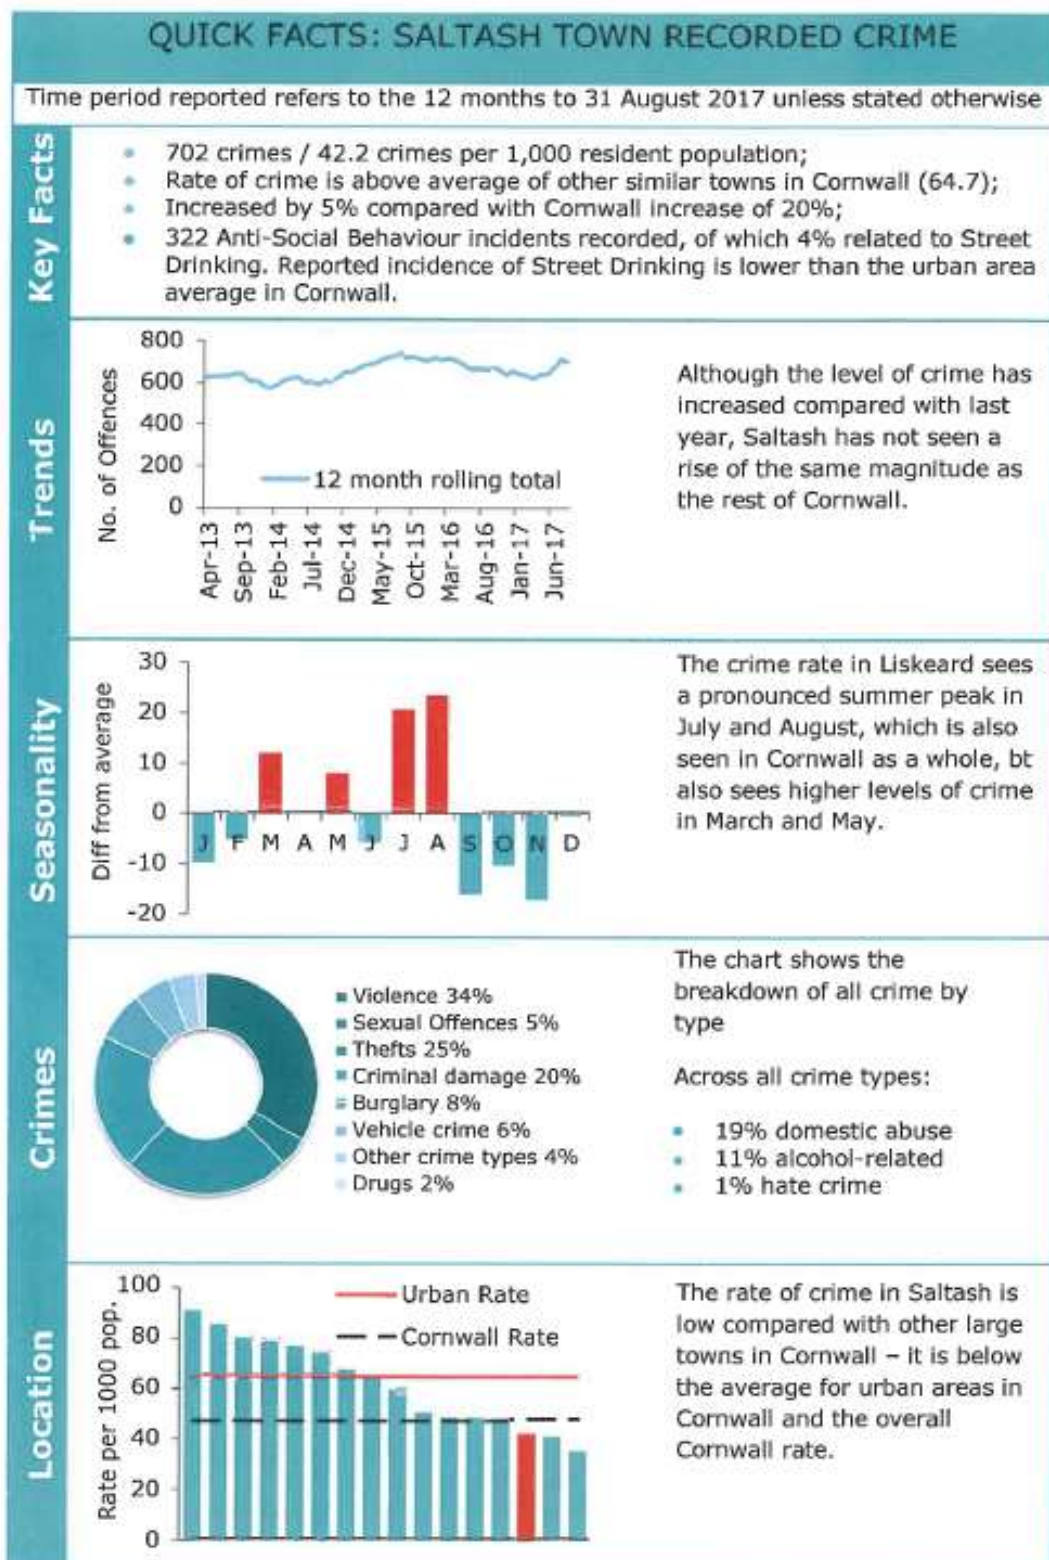 QUICK FACTS: SALTASH TOWN RECORDED CRIME
Time period reported refers to the 12 months to 31 August 2017 unless stated otherwise
Key Facts
702 crimes / 42.2 crimes per 1,000 resident population;
Rate of crime is above average of other similar towns in Cornwall (64.7);
Increased by 5% compared with Cornwall increase of 20%;
322 Anti-Social Behaviour incidents recorded, of which 4% related to Street
Drinking. Reported incidence of Street Drinking is lower than the urban area
average in Cornwall.
Trends
No. of Offences
800
600
400
200
0
12 month rolling total
Apr-13
Sep-13
Feb-14
Jul-14
Dec-14
May-15
Oct-15
Mar-16
Aug-16
Jan-17
Jun-17
Although the level of crime has
increased compared with last
year, Saltash has not seen a
rise of the same magnitude as
the rest of Cornwall.
Seasonality
Diff from average
30
20
10
0
-10
-20
J F M A M J J A S O N D
The crime rate in Liskeard sees
a pronounced summer peak in
July and August, which is also
seen in Cornwall as a whole, bt
also sees higher levels of crime
in March and May.
Crimes
Violence 34%
Sexual Offences 5%
Thefts 25%
Criminal damage 20%
Burglary 8%
Vehicle crime 6%
Other crime types 4%
Drugs 2%
The chart shows the
breakdown of all crime by
type
Across all crime types:
19% domestic abuse
11% alcohol-related
1% hate crime
Location
Rate per 1000 pop.
100
80
60
40
20
0
Urban Rate
Cornwall Rate
The rate of crime in Saltash is
low compared with other large
towns in Cornwall – it is below
the average for urban areas in
Cornwall and the overall
Cornwall rate.